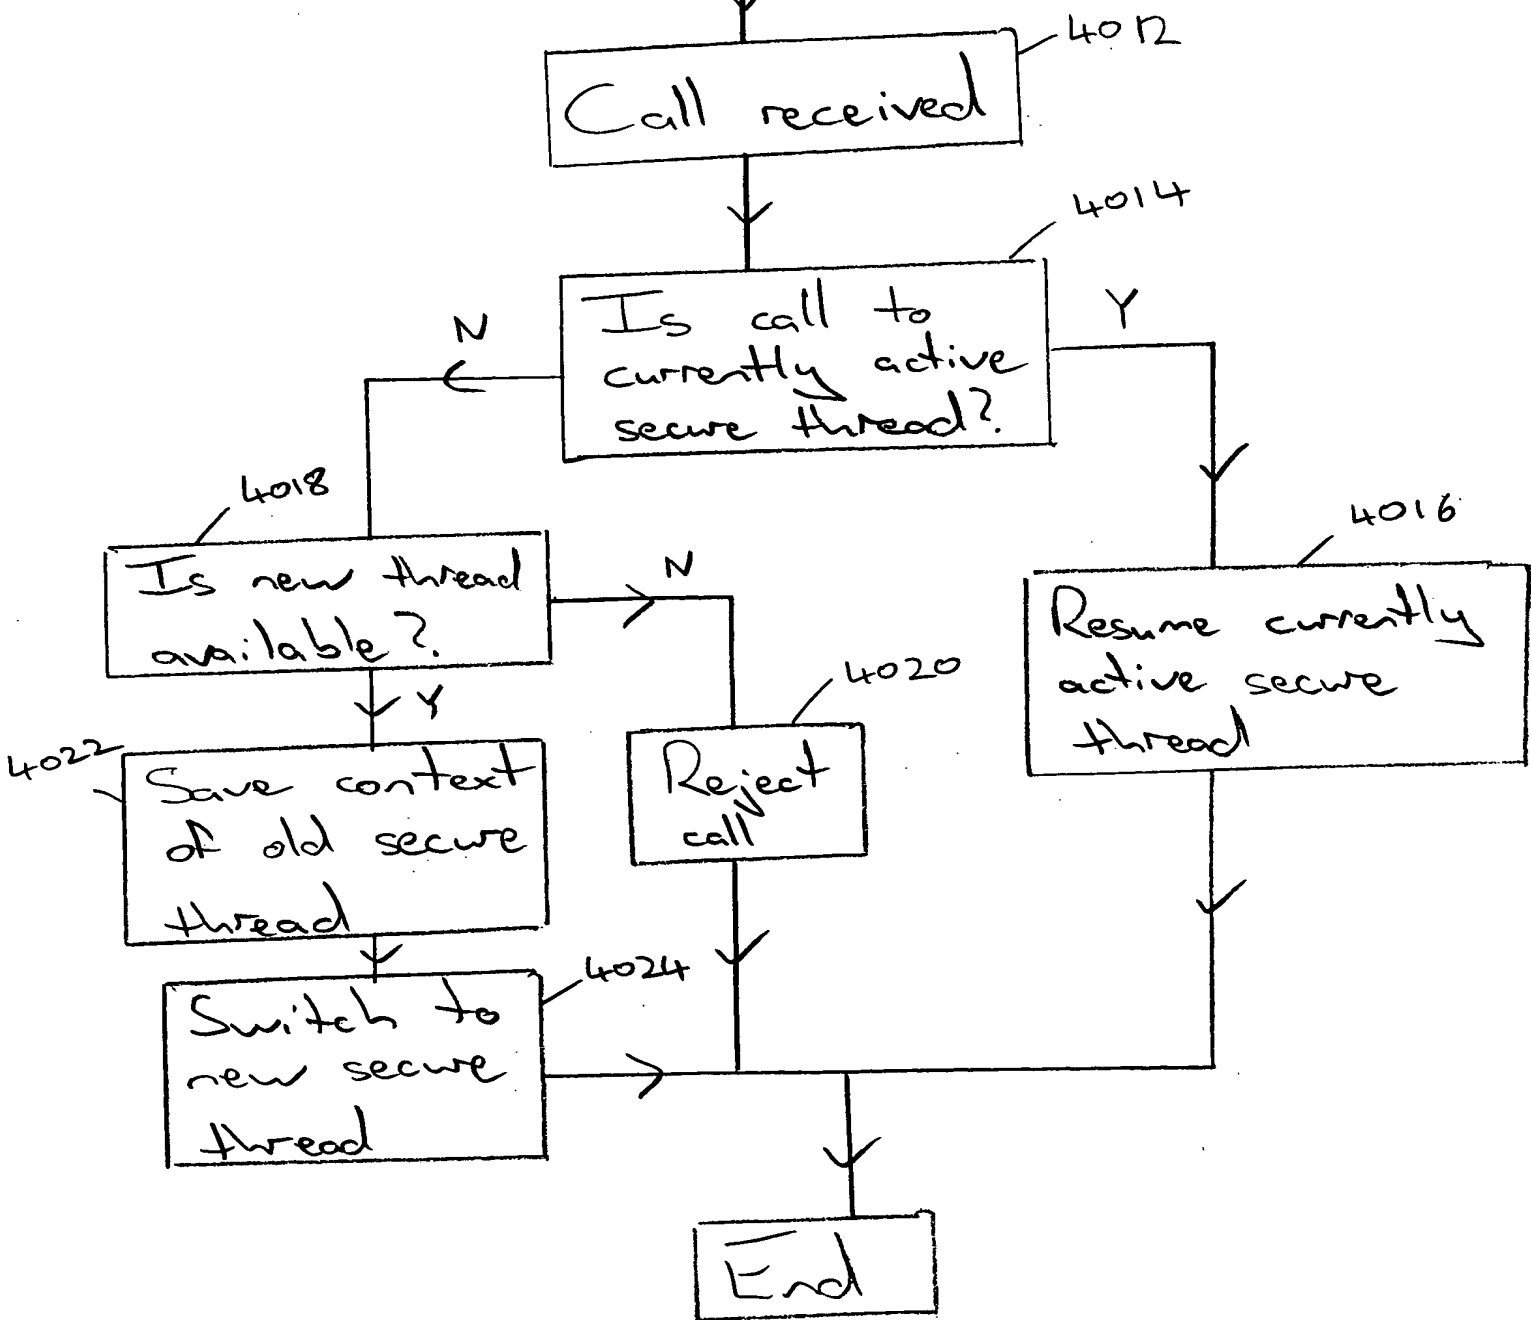 4012
Call received
4014
Is call to
currently active
secure thread?
N
Y
4018
Is new thread
available?
N
Y
4016
Resume currently
active secure
thread
4020
Reject
call
4022
Save context
of old secure
thread
4024
Switch to
new secure
thread
End